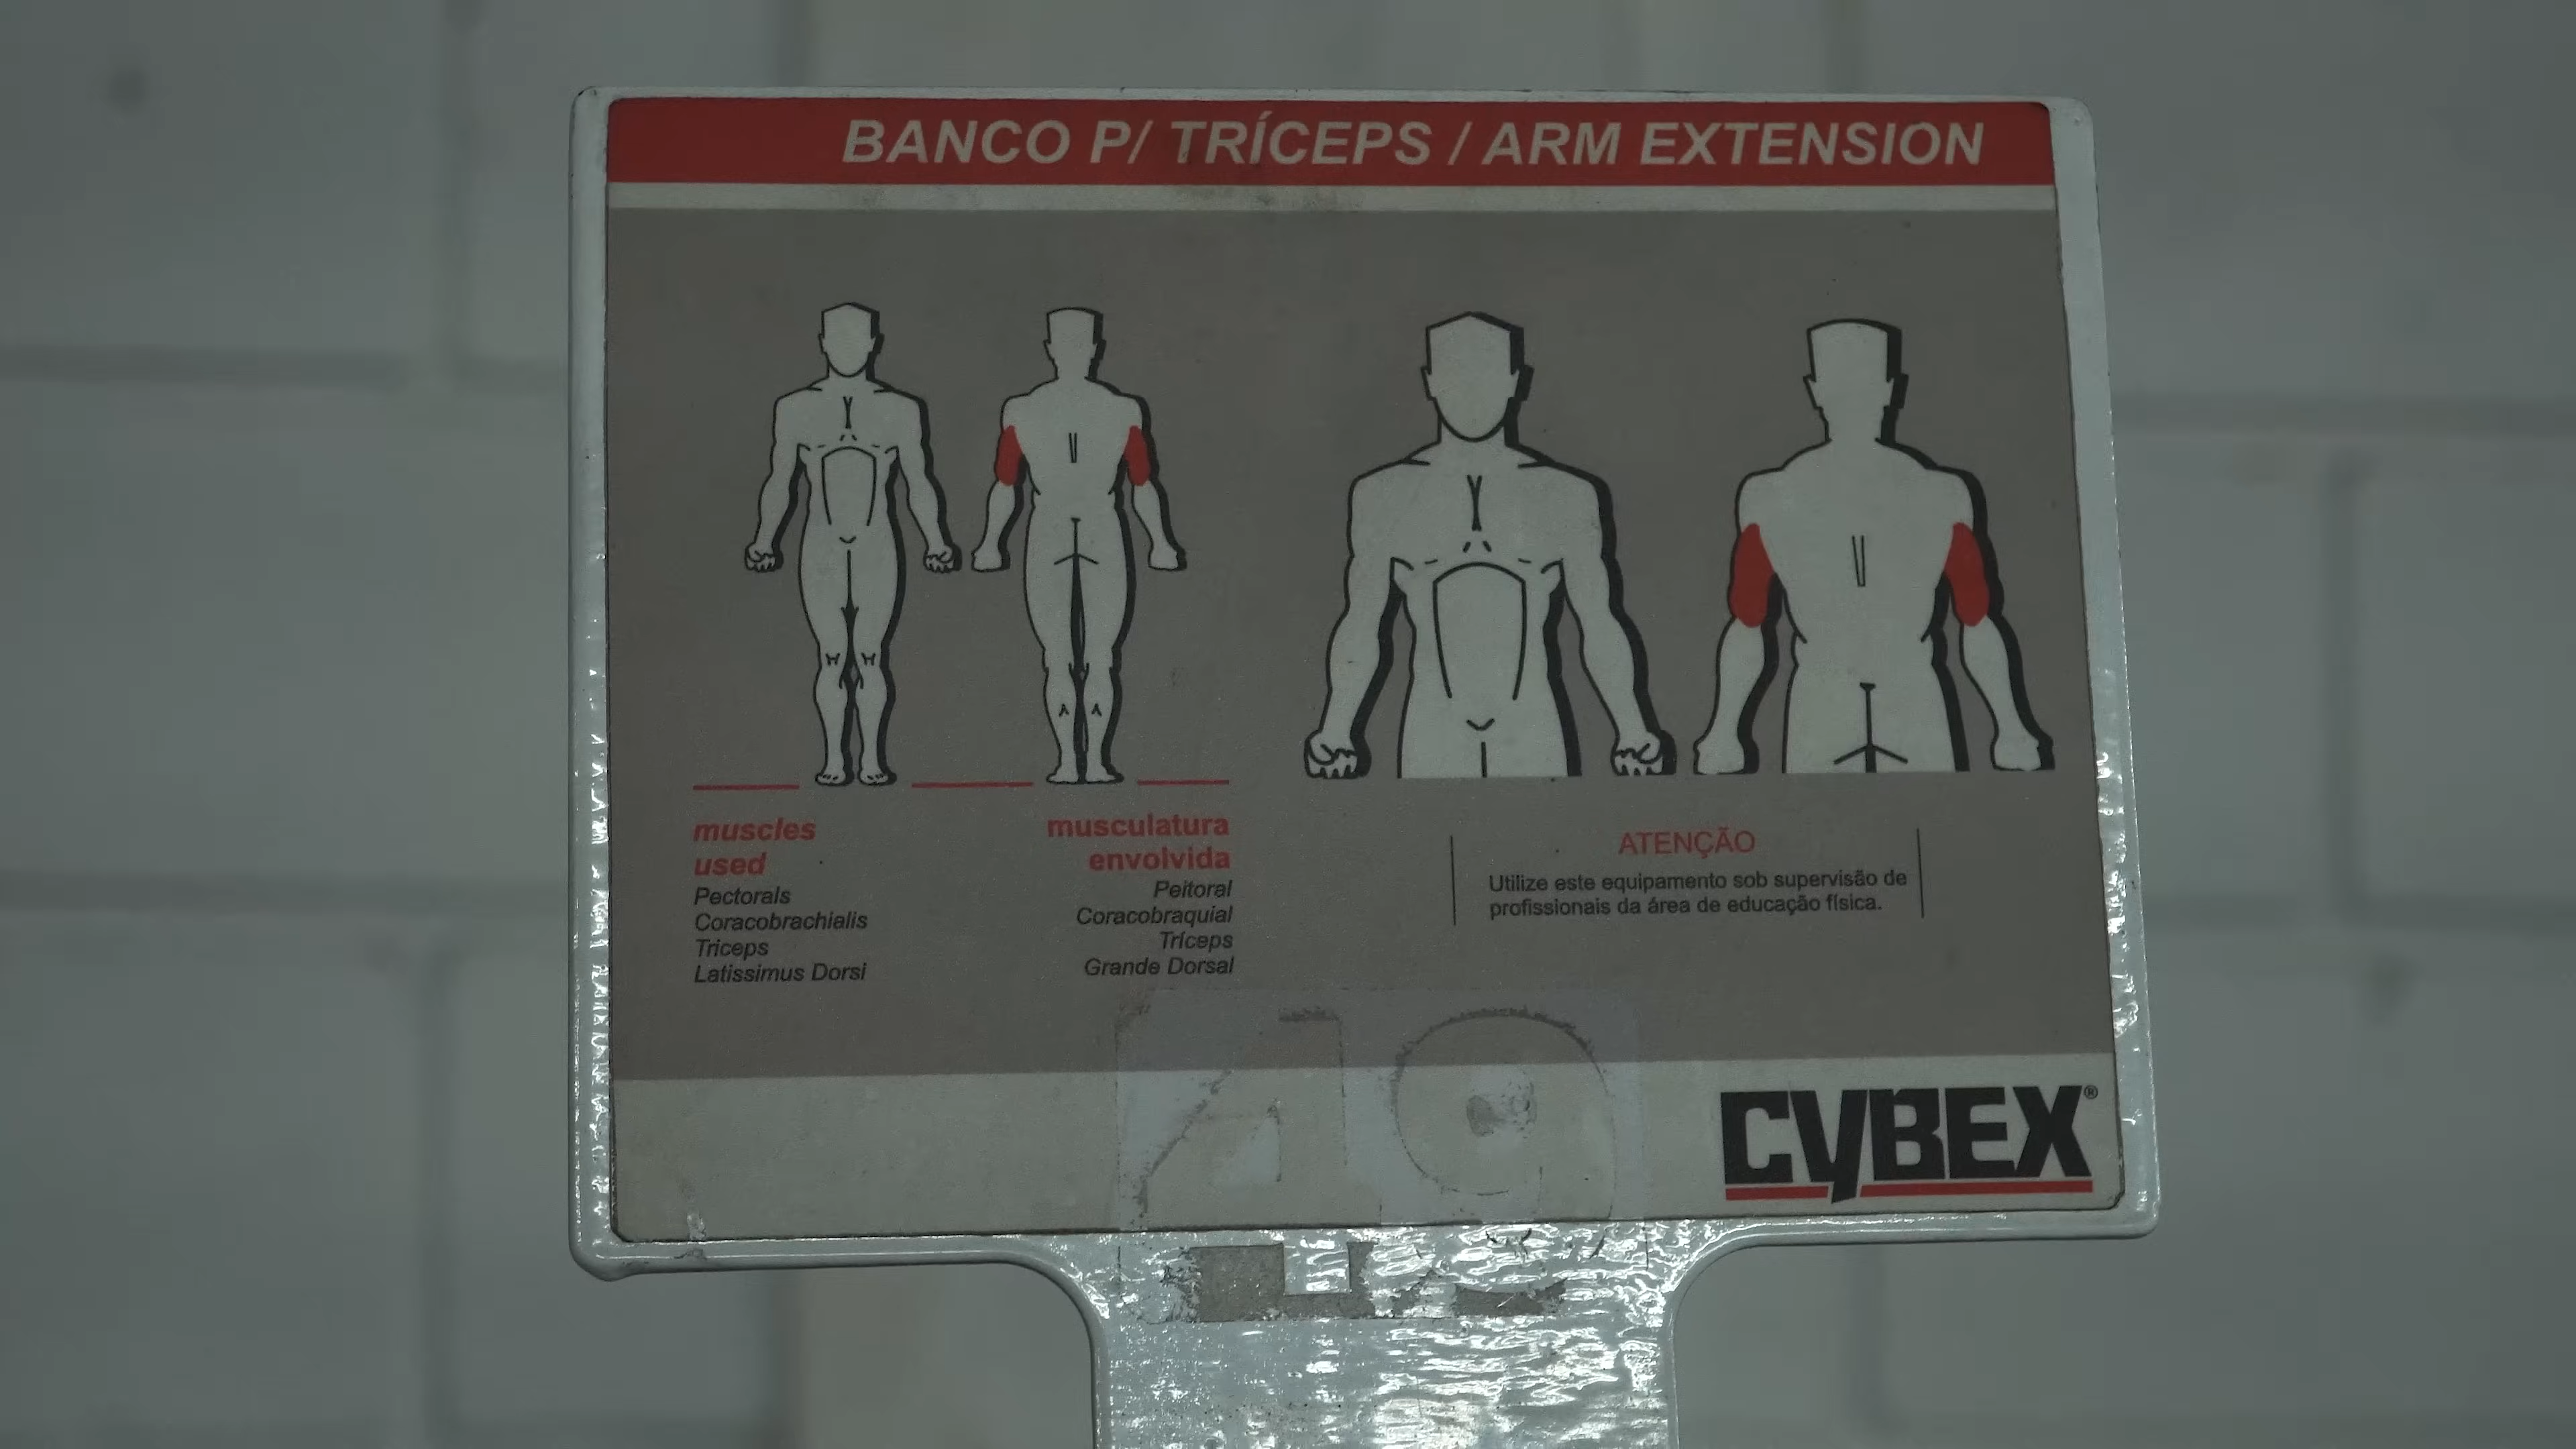 BANCO P/ TRÍCEPS / ARM EXTENSION
muscles
used
Pectorals
Coracobrachialis
Triceps
Latissimus Dorsi
musculatura
envolvida
Peitoral
Coracobraquial
Tríceps
Grande Dorsal
ATENÇÃO
Utilize este equipamento sob supervisão de
profissionais da área de educação física.
49
CYBEX®